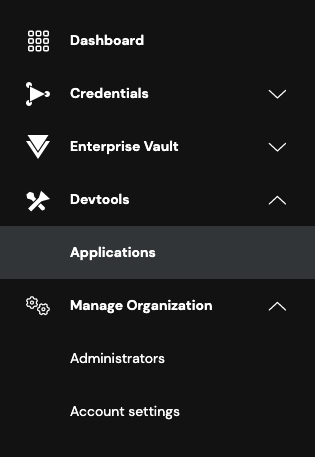 Dashboard
Credentials
Enterprise Vault
Devtools
Applications
Manage Organization
Administrators
Account settings